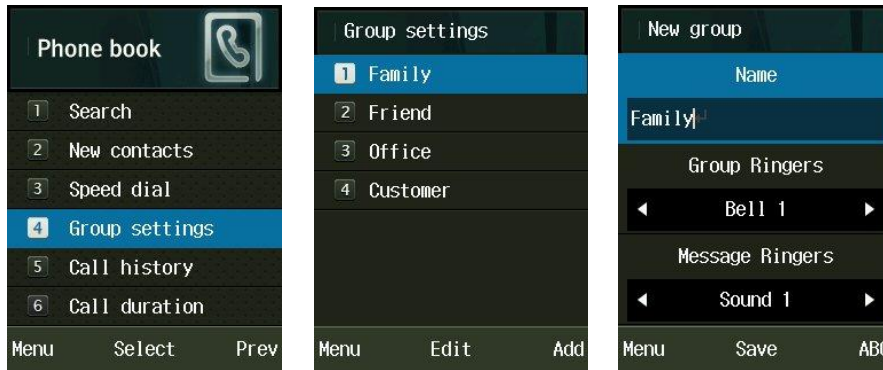 Phone book
1 Search
2 New contacts
3 Speed dial
4 Group settings
5 Call history
6 Call duration
Menu Select Prev
Group settings
1 Family
2 Friend
3 Office
4 Customer
Menu Edit Add
New group
Name
Family
Group Ringers
Bell 1
Message Ringers
Sound 1
Menu Save ABC